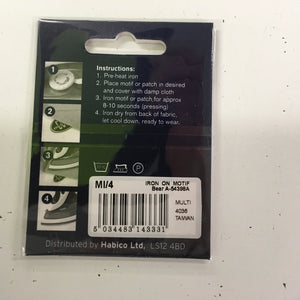 Instructions:
1. Pre-heat iron
2. Place motif or patch in desired
and cover with damp cloth
3. Iron motif or patch for approx
8-10 seconds (pressing)
4. Iron dry from back of fabric,
let cool down, ready to wear.
1
2
3
4
P
MI/4
IRON ON MOTIF
Bear A-54398A
MULTI
4036
TAIWAN
5 034483 143331
Distributed by Habico Ltd, LS12 4BD